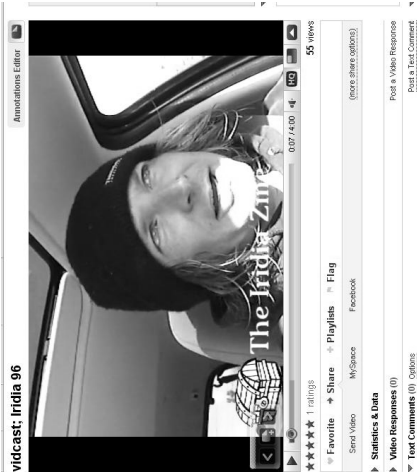 vidcast; Iridia 96
Annotations Editor
The Iridia Zine
0:07 / 4:00
HQ
1 ratings
55 views
Favorite
Share
Playlists
Flag
Send Video
MySpace
Facebook
(more share options)
Statistics & Data
Video Responses (0)
Post a Video Response
Text Comments (0) Options
Post a Text Comment